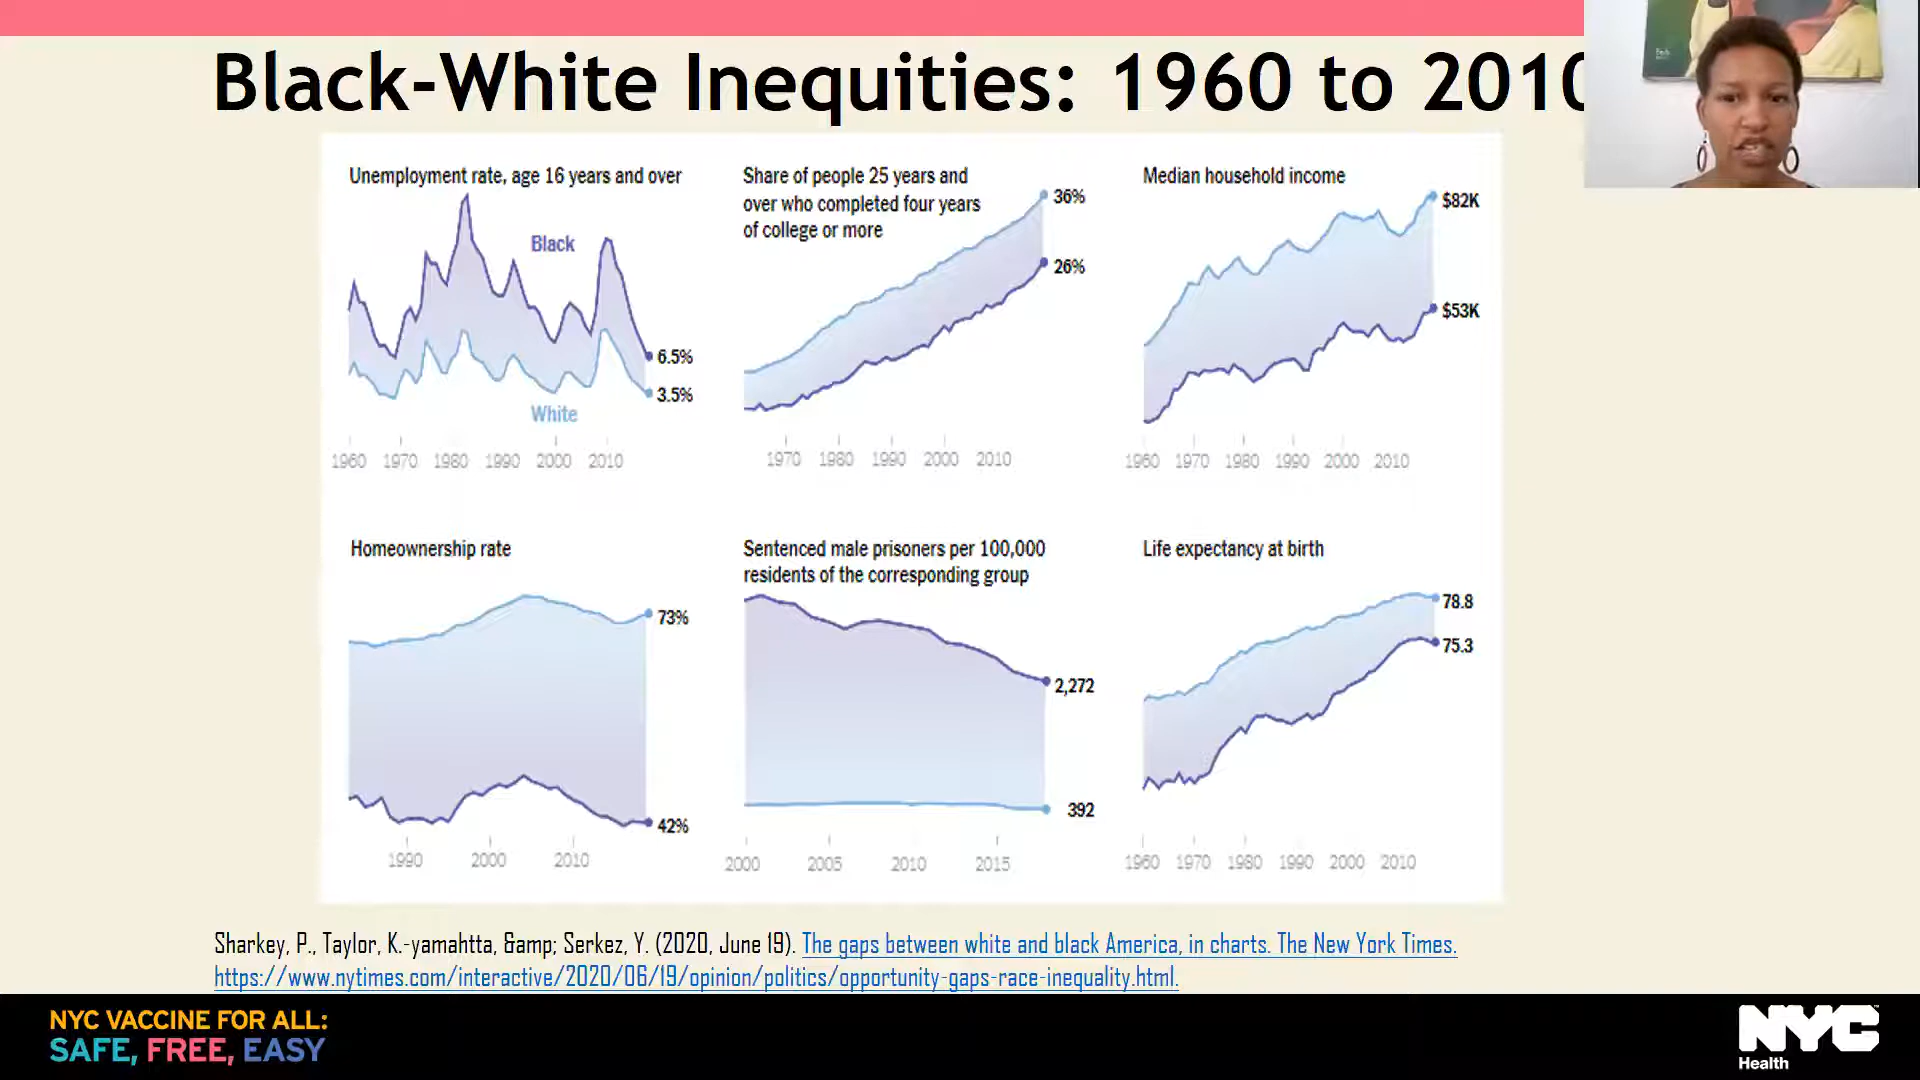 Black-White Inequities: 1960 to 2010
Unemployment rate, age 16 years and over
Black
White
6.5%
3.5%
1960 1970 1980 1990 2000 2010
Share of people 25 years and
over who completed four years
of college or more
36%
26%
1970 1980 1990 2000 2010
Median household income
$82K
$53K
1960 1970 1980 1990 2000 2010
Homeownership rate
73%
42%
1990 2000 2010
Sentenced male prisoners per 100,000
residents of the corresponding group
2,272
392
2000 2005 2010 2015
Life expectancy at birth
78.8
75.3
1960 1970 1980 1990 2000 2010
Sharkey, P., Taylor, K.-yamahtta, &amp; Serkez, Y. (2020, June 19). The gaps between white and black America, in charts. The New York Times.
https://www.nytimes.com/interactive/2020/06/19/opinion/politics/opportunity-gaps-race-inequality.html.
NYC VACCINE FOR ALL:
SAFE, FREE, EASY
NYC
Health